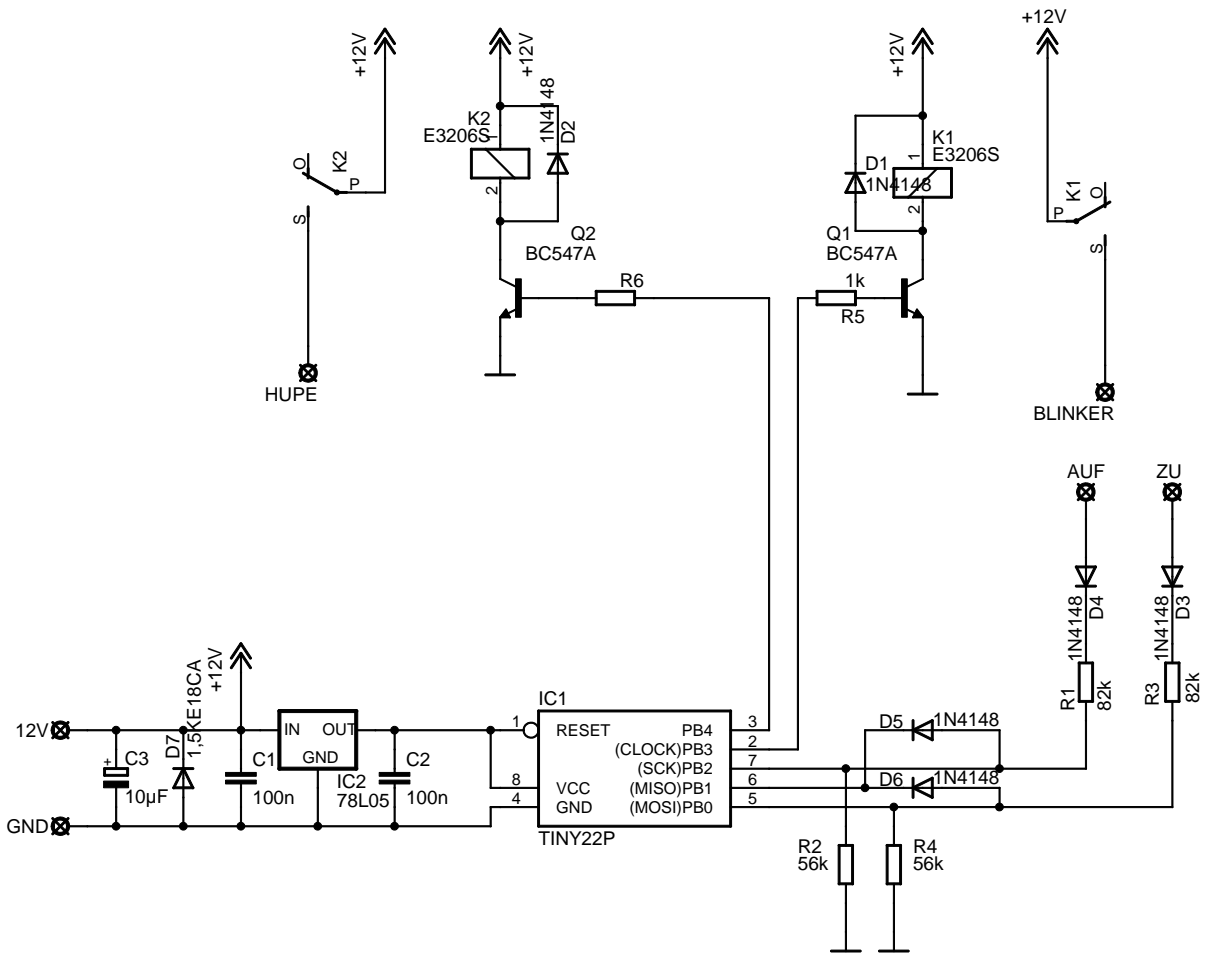 +12V
+12V
+12V
+12V
O
K2
P
S
HUPE
K2
E3206S
1
2
1N4148
D2
Q2
BC547A
R6
D1
1N4148
K1
E3206S
1
2
Q1
BC547A
1k
R5
K1
O
P
S
BLINKER
AUF
ZU
1N4148
D4
1N4148
D3
R1
82k
R3
82k
12V
GND
+
C3
10µF
D7
1,5KE18CA
+12V
C1
100n
IN
OUT
GND
IC2
78L05
C2
100n
IC1
1
RESET
8
VCC
4
GND
PB4
3
(CLOCK)PB3
2
(SCK)PB2
7
(MISO)PB1
6
(MOSI)PB0
5
TINY22P
D5
1N4148
D6
1N4148
R2
56k
R4
56k